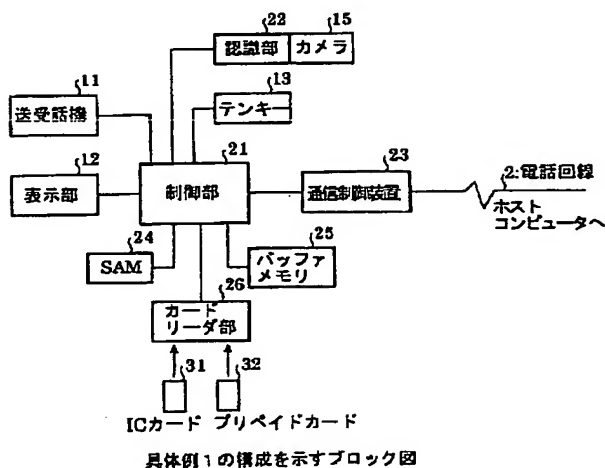 22
15
認識部
カメラ
11
送受話機
13
テンキー
12
表示部
21
制御部
23
通信制御装置
2:電話回線
ホスト
コンピュータへ
24
SAM
25
バッファ
メモリ
26
カード
リーダ部
31
32
ICカード
プリペイドカード
具体例1の構成を示すブロック図